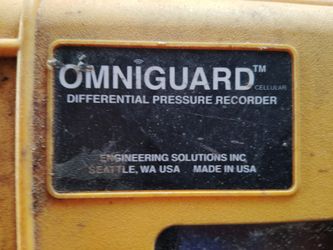 OMNIGUARD™
CELLULAR
DIFFERENTIAL PRESSURE RECORDER
ENGINEERING SOLUTIONS INC
SEATTLE, WA USA MADE IN USA